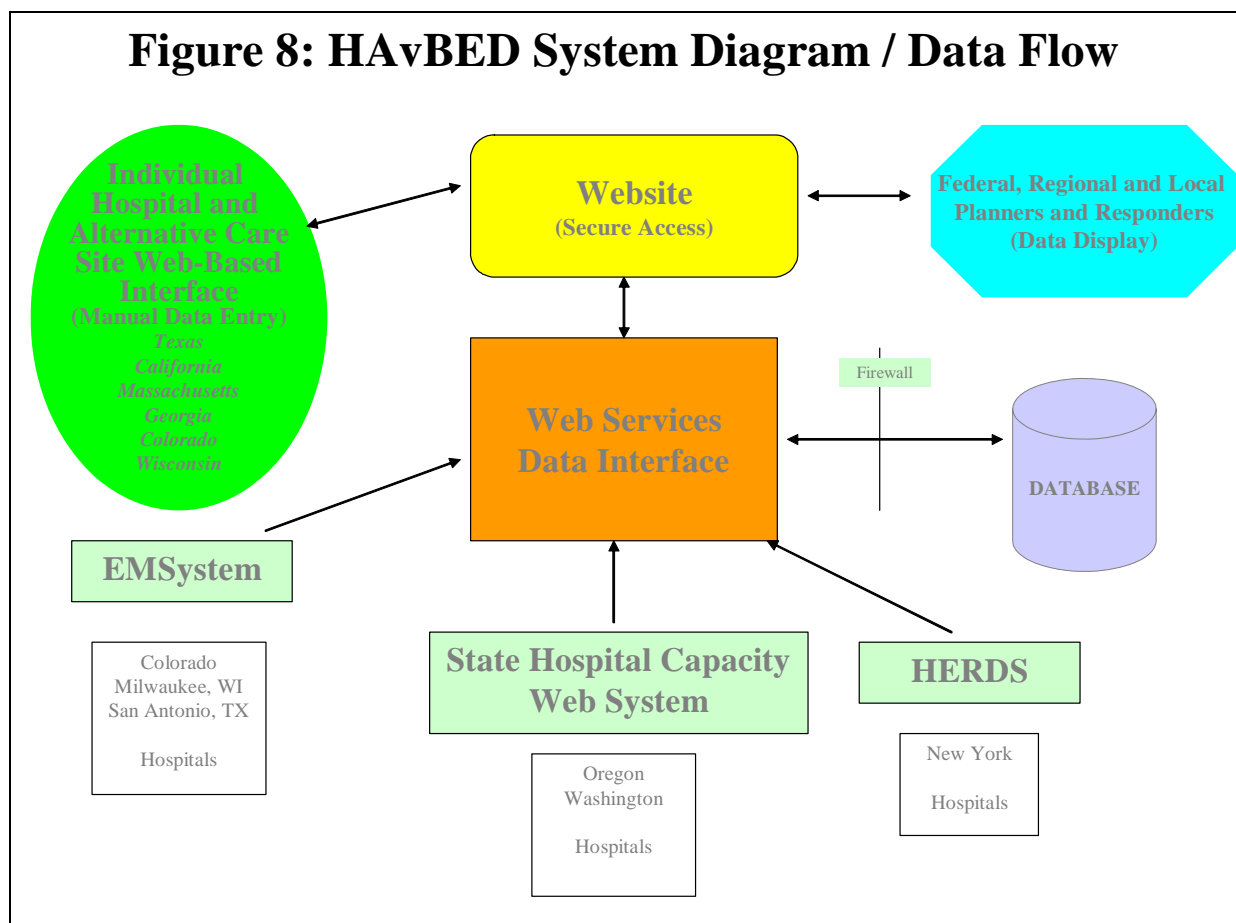 Figure 8: HAvBED System Diagram / Data Flow
Individual
Hospital and
Alternative Care
Site Web-Based
Interface
(Manual Data Entry)
Texas
California
Massachusetts
Georgia
Colorado
Wisconsin
Website
(Secure Access)
Federal, Regional and Local
Planners and Responders
(Data Display)
Web Services
Data Interface
Firewall
DATABASE
EMSystem
Colorado
Milwaukee, WI
San Antonio, TX
Hospitals
State Hospital Capacity
Web System
Oregon
Washington
Hospitals
HERDS
New York
Hospitals